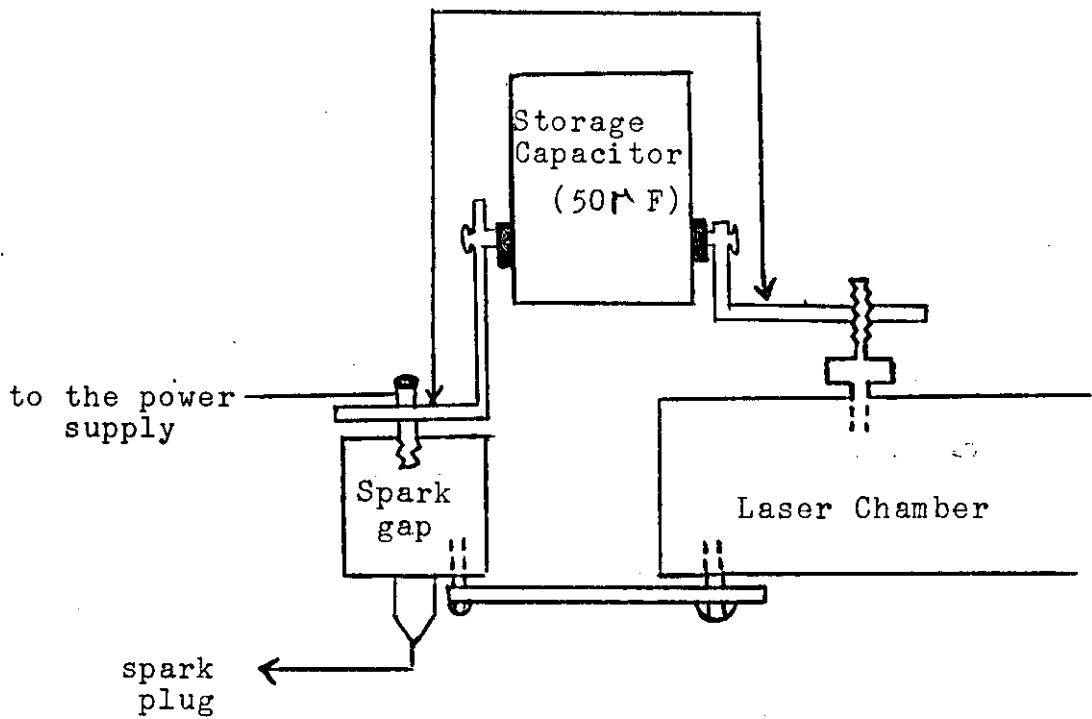 Storage
Capacitor
(50μF)
to the power
supply
Spark
gap
Laser Chamber
spark
plug